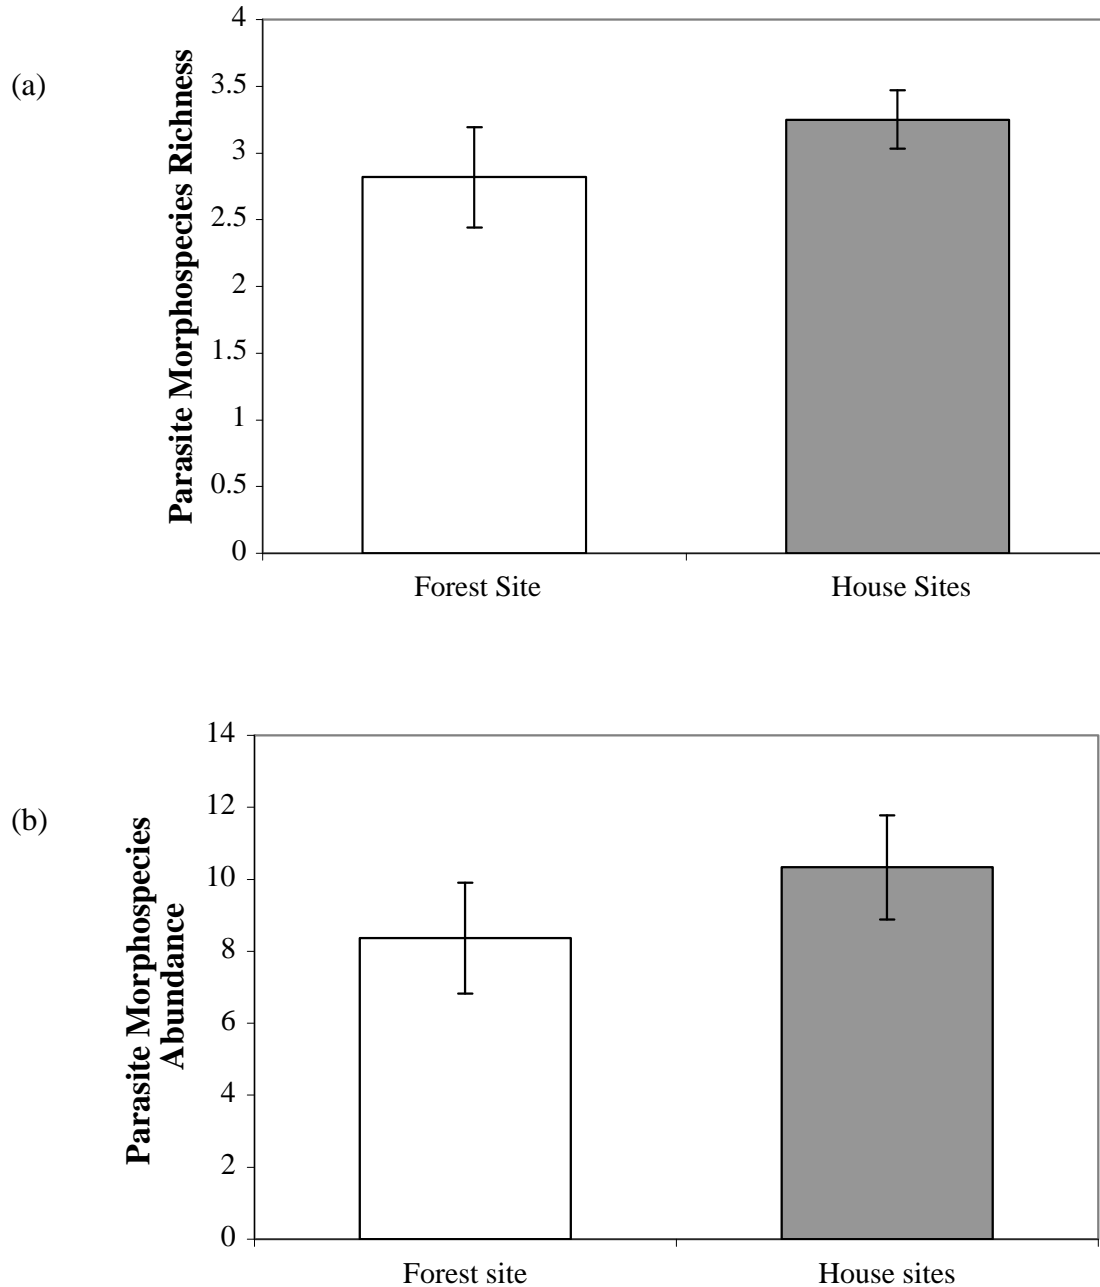 (a)
Parasite Morphospecies Richness
4
3.5
3
2.5
2
1.5
1
0.5
0
Forest Site
House Sites
(b)
Parasite Morphospecies
Abundance
14
12
10
8
6
4
2
0
Forest site
House sites